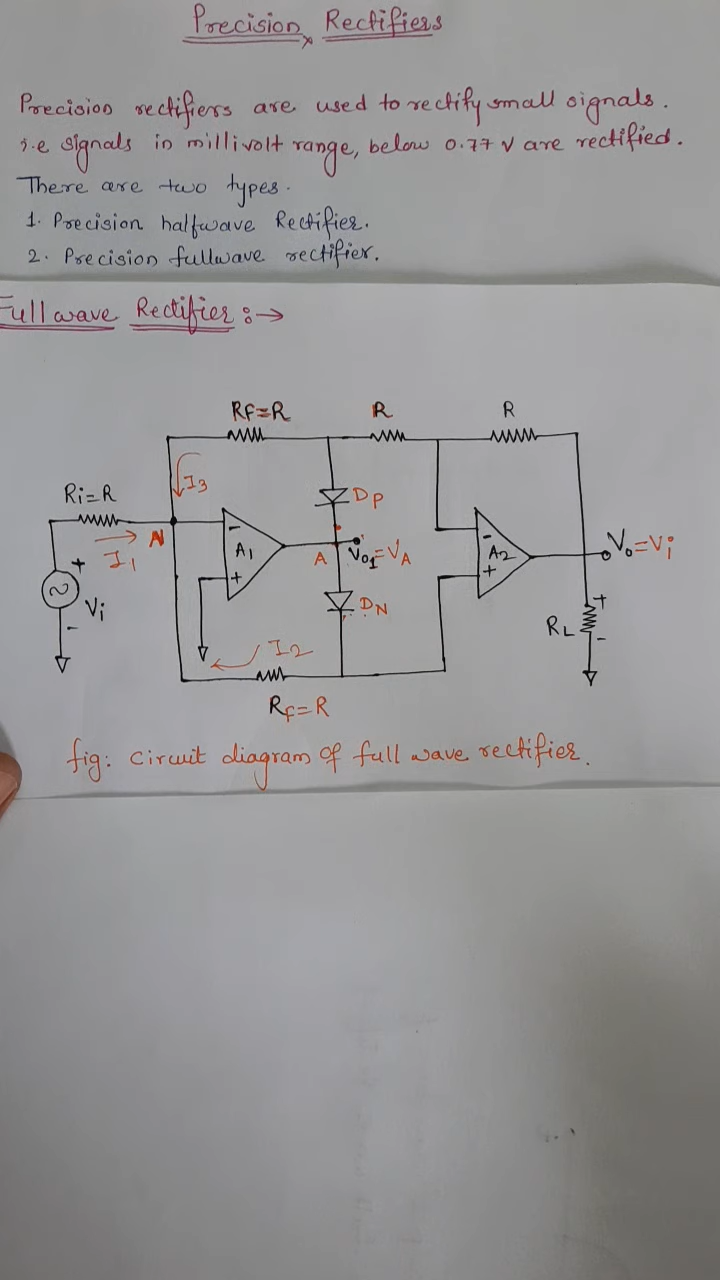 Precision Rectifiers
Precision rectifiers are used to rectify small signals.
i.e signals in millivolt range, below 0.77 V are rectified.
There are two types.
1. Precision halfwave Rectifier.
2. Precision fullwave rectifier.
Full wave Rectifier :→
RF=R R R
I3 DP
Ri=R
- -
N A1 A Vo1=VA A2 Vo=Vi
I1 + +
+ Vi - DN
RL + -
I2
RF=R
fig: circuit diagram of full wave rectifier.